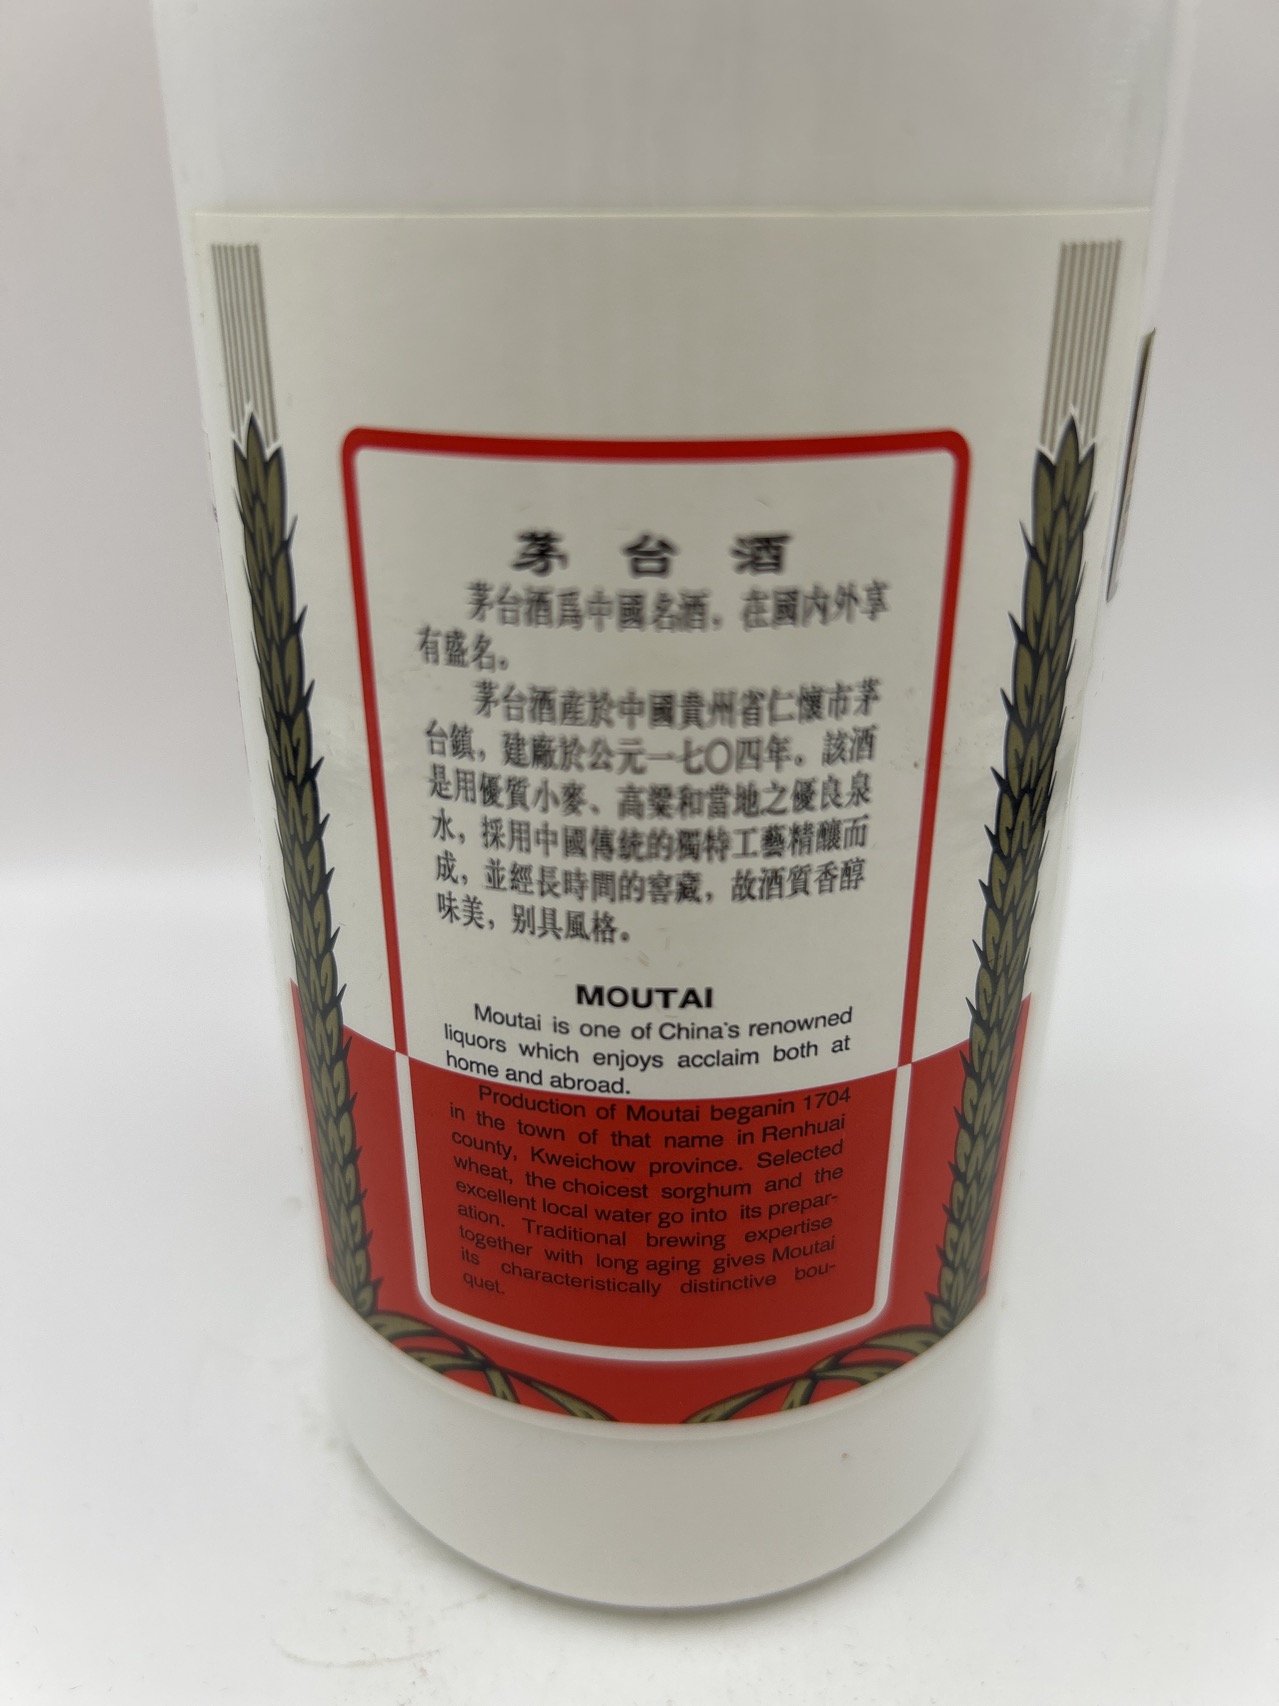 茅台酒
茅台酒爲中國名酒，在國內外享
有盛名。
茅台酒産於中國貴州省仁懷市茅
台鎮，建廠於公元一七〇四年。該酒
是用優質小麥、高粱和當地之優良泉
水，採用中國傳統的獨特工藝精釀而
成，並經長時間的窖藏，故酒質香醇
味美，别具風格。
MOUTAI
Moutai is one of China's renowned
liquors which enjoys acclaim both at
home and abroad.
Production of Moutai beganin 1704
in the town of that name in Renhuai
county, Kweichow province. Selected
wheat, the choicest sorghum and the
excellent local water go into its prepar-
ation. Traditional brewing expertise
together with long aging gives Moutai
its characteristically distinctive bou-
quet.